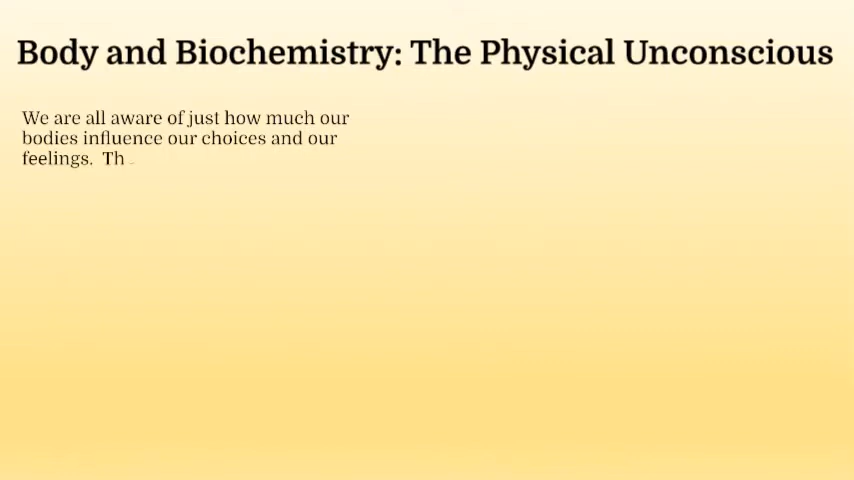 Body and Biochemistry: The Physical Unconscious
We are all aware of just how much our
bodies influence our choices and our
feelings. Th